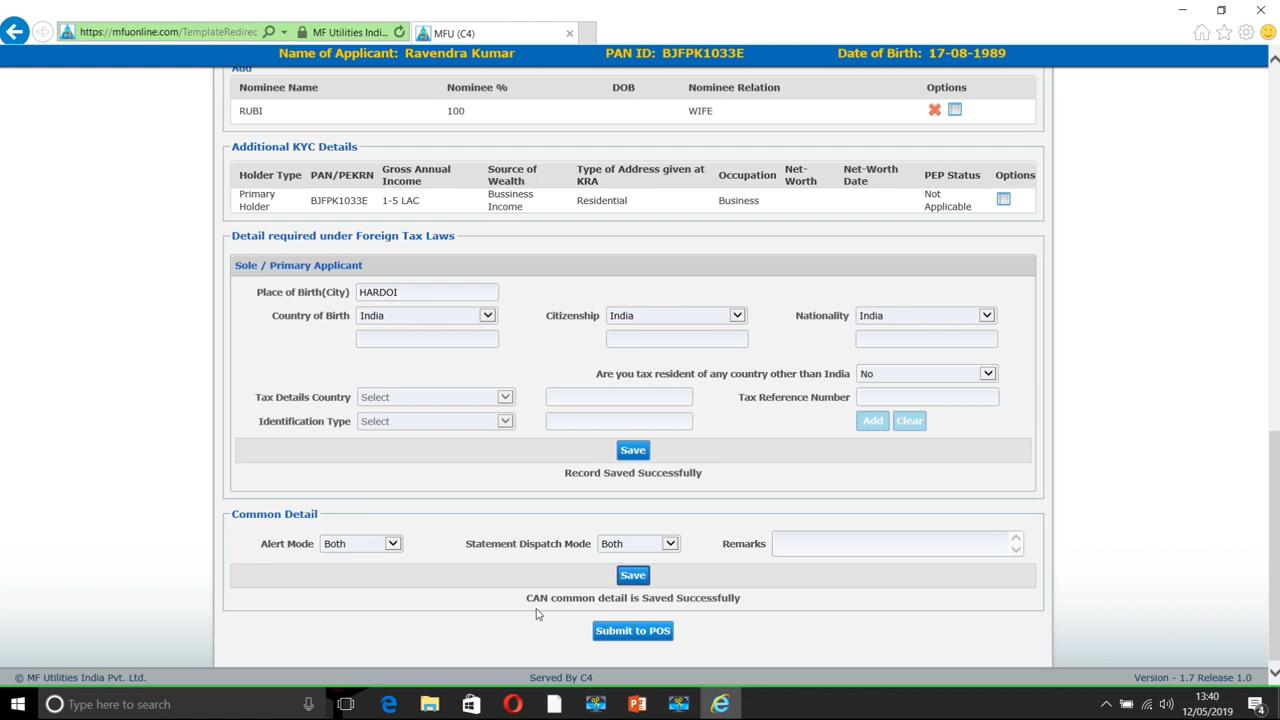 https://mfuonline.com/TemplateRedirec
MF Utilities Indi...
MFU (C4)
Name of Applicant: Ravendra Kumar PAN ID: BJFPK1033E Date of Birth: 17-08-1989
Add
Nominee Name Nominee % DOB Nominee Relation Options
RUBI 100 WIFE
Additional KYC Details
Holder Type PAN/PEKRN Gross Annual Income Source of Wealth Type of Address given at KRA Occupation Net-Worth Net-Worth Date PEP Status Options
Primary Holder BJFPK1033E 1-5 LAC Bussiness Income Residential Business Not Applicable
Detail required under Foreign Tax Laws
Sole / Primary Applicant
Place of Birth(City) HARDOI
Country of Birth India Citizenship India Nationality India
Are you tax resident of any country other than India No
Tax Details Country Select Tax Reference Number
Identification Type Select Add Clear
Save
Record Saved Successfully
Common Detail
Alert Mode Both Statement Dispatch Mode Both Remarks
Save
CAN common detail is Saved Successfully
Submit to POS
© MF Utilities India Pvt. Ltd. Served By C4 Version - 1.7 Release 1.0
Type here to search
13:40
12/05/2019
4